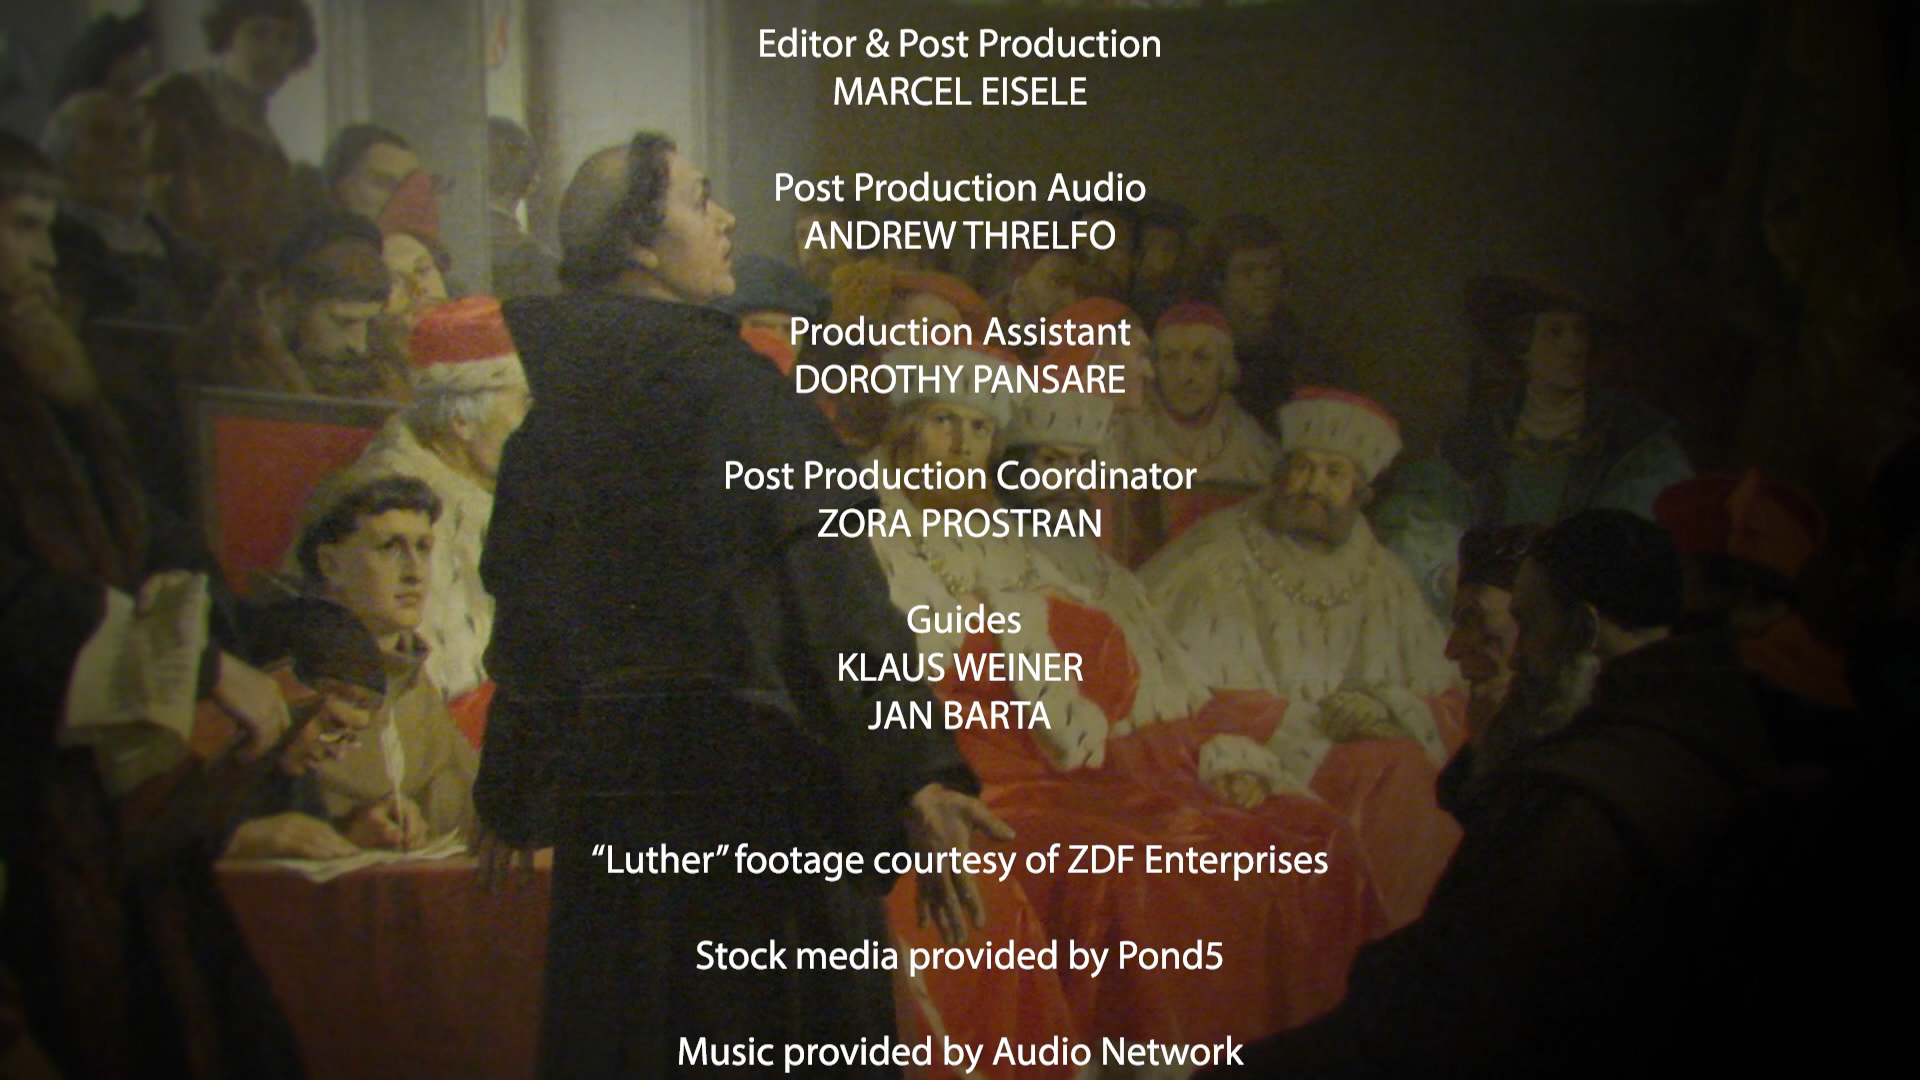 Editor & Post Production
MARCEL EISELE
Post Production Audio
ANDREW THRELFO
Production Assistant
DOROTHY PANSARE
Post Production Coordinator
ZORA PROSTRAN
Guides
KLAUS WEINER
JAN BARTA
“Luther” footage courtesy of ZDF Enterprises
Stock media provided by Pond5
Music provided by Audio Network